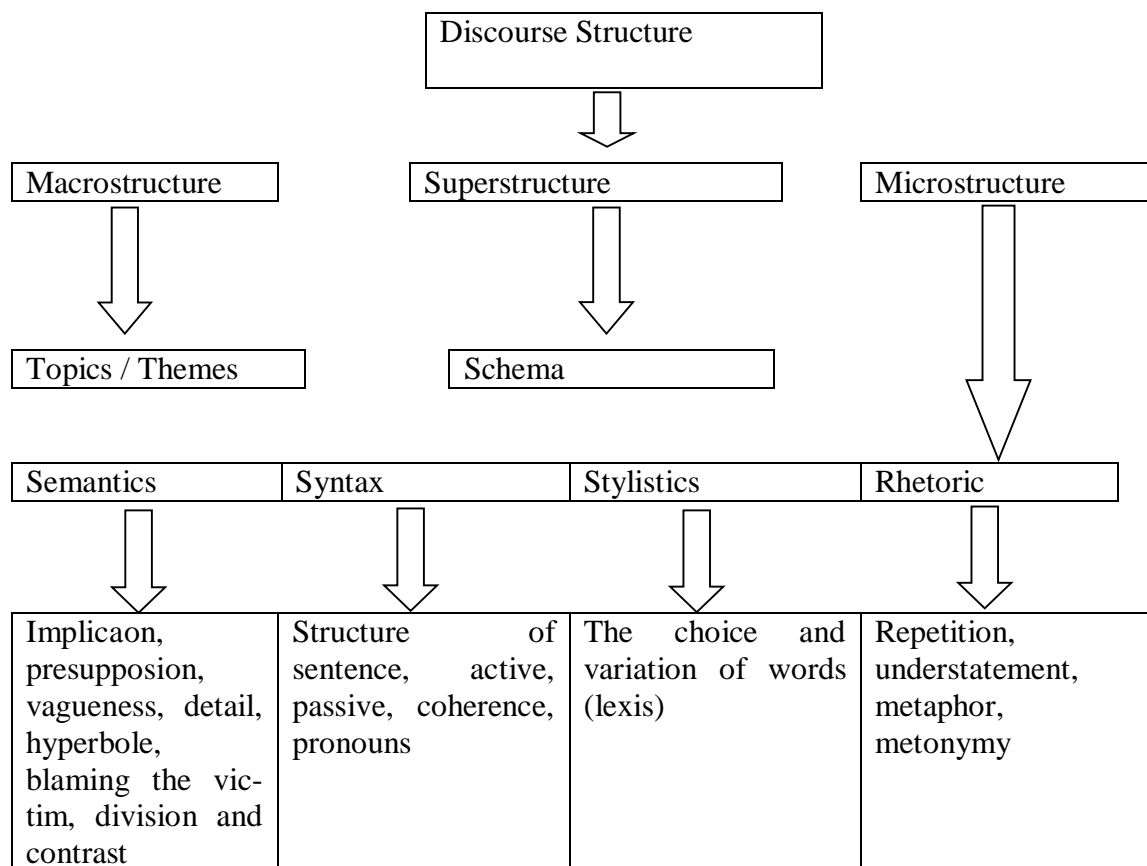 Discourse Structure
Macrostructure
Superstructure
Microstructure
Topics / Themes
Schema
Semantics
Syntax
Stylistics
Rhetoric
Implicaon,
presupposion,
vagueness, detail,
hyperbole,
blaming the vic-
tim, division and
contrast
Structure of
sentence, active,
passive, coherence,
pronouns
The choice and
variation of words
(lexis)
Repetition,
understatement,
metaphor,
metonymy